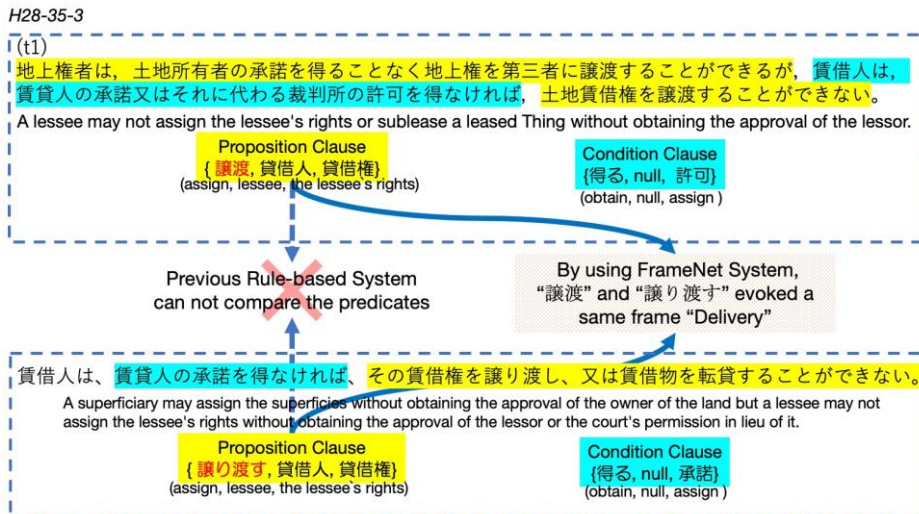 H28-35-3
(t1)
地上権者は，土地所有者の承諾を得ることなく地上権を第三者に譲渡することができるが，賃借人は，
賃貸人の承諾又はそれに代わる裁判所の許可を得なければ，土地賃借権を譲渡することができない。
A lessee may not assign the lessee's rights or sublease a leased Thing without obtaining the approval of the lessor.
Proposition Clause
{ 譲渡, 賃借人, 賃借権}
(assign, lessee, the lessee`s rights)
Condition Clause
{得る, null, 許可}
(obtain, null, assign )
Previous Rule-based System
can not compare the predicates
By using FrameNet System,
“譲渡” and “譲り渡す” evoked a
same frame “Delivery”
賃借人は、賃貸人の承諾を得なければ、その賃借権を譲り渡し、又は賃借物を転貸することができない。
A superficiary may assign the superficies without obtaining the approval of the owner of the land but a lessee may not
assign the lessee's rights without obtaining the approval of the lessor or the court's permission in lieu of it.
Proposition Clause
{ 譲り渡す, 賃借人, 賃借権}
(assign, lessee, the lessee`s rights)
Condition Clause
{得る, null, 承諾}
(obtain, null, assign )